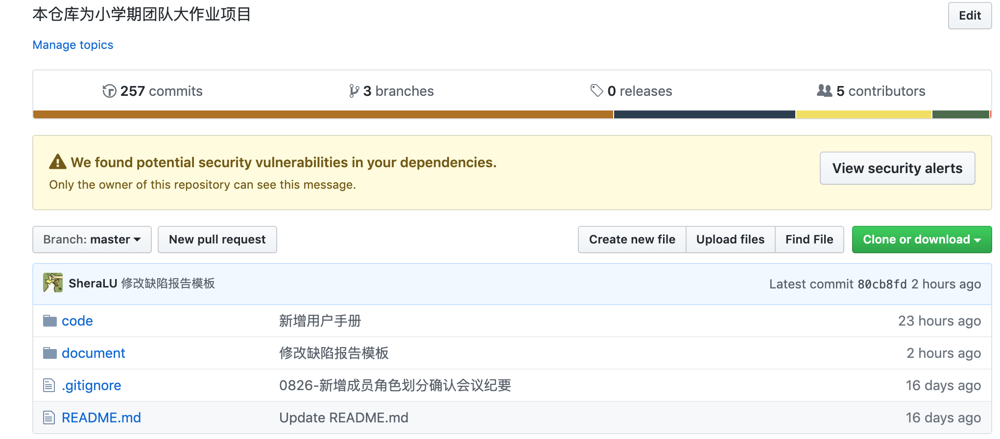 本仓库为小学期团队大作业项目
Edit
Manage topics
257 commits
3 branches
0 releases
5 contributors
We found potential security vulnerabilities in your dependencies.
Only the owner of this repository can see this message.
View security alerts
Branch: master
New pull request
Create new file
Upload files
Find File
Clone or download
SheraLU 修改缺陷报告模板
Latest commit 80cb8fd 2 hours ago
code 新增用户手册 23 hours ago
document 修改缺陷报告模板 2 hours ago
.gitignore 0826-新增成员角色划分确认会议纪要 16 days ago
README.md Update README.md 16 days ago